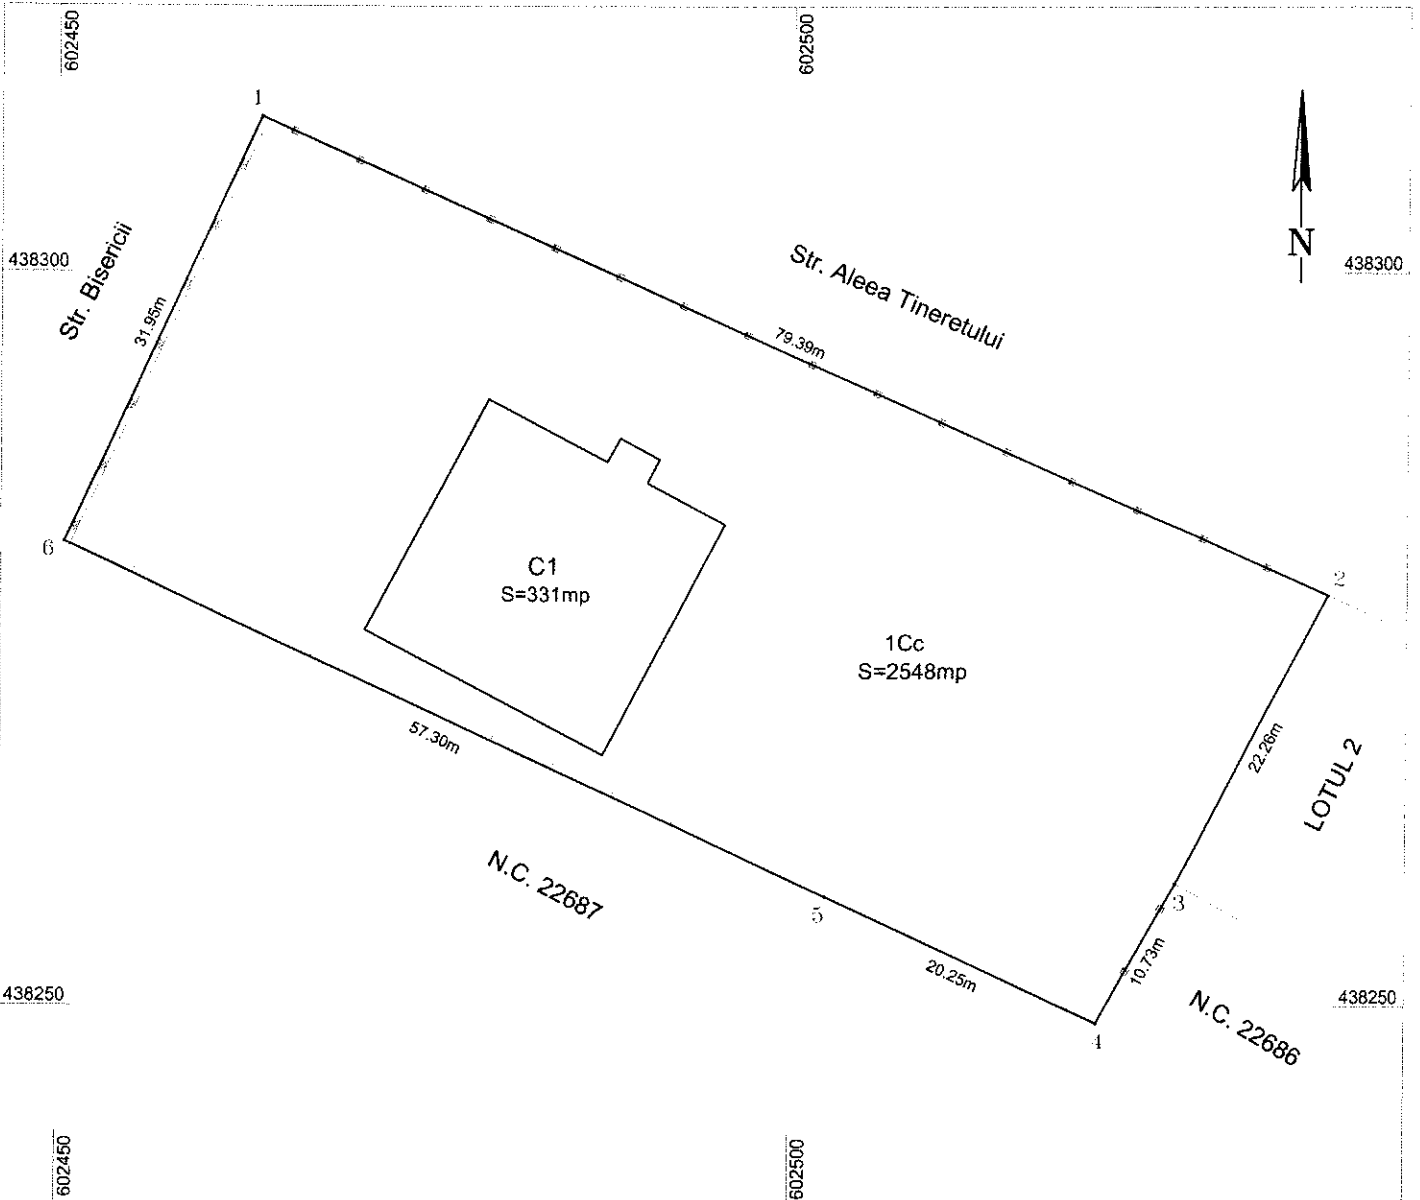 602450
602500
1
N
Str. Bisericii
438300
438300
Str. Aleea Tineretului
31.95m
79.39m
6
C1
S=331mp
2
1Cc
S=2548mp
57.30m
22.26m
LOTUL 2
N.C. 22687
5
3
20.25m
10.73m
438250
438250
N.C. 22686
4
602450
602500